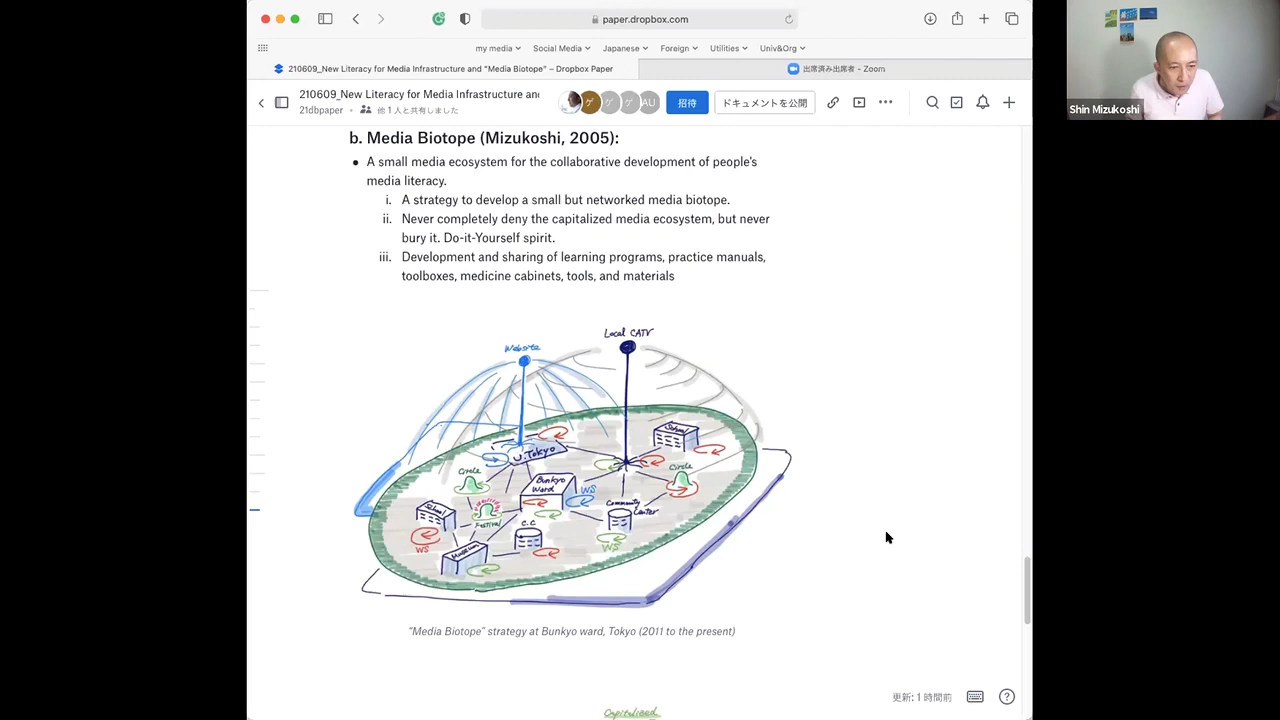 paper.dropbox.com
my media
Social Media
Japanese
Foreign
Utilities
Univ&Org
210609_New Literacy for Media Infrastructure and "Media Biotope" – Dropbox Paper
出席済み出席者 - Zoom
210609_New Literacy for Media Infrastructure anc
21dbpaper
他 1 人と共有しました
ゲ
ゲ
ゲ
AU
招待
ドキュメントを公開
Shin Mizukoshi
b. Media Biotope (Mizukoshi, 2005):
A small media ecosystem for the collaborative development of people's
media literacy.
i. A strategy to develop a small but networked media biotope.
ii. Never completely deny the capitalized media ecosystem, but never
bury it. Do-it-Yourself spirit.
iii. Development and sharing of learning programs, practice manuals,
toolboxes, medicine cabinets, tools, and materials
Local CATV
Website
School
U.Tokyo
Circle
Circle
Bunkyo
Ward
WS
School
Festival
Community
Center
C.C
WS
WS
Museum
"Media Biotope" strategy at Bunkyo ward, Tokyo (2011 to the present)
更新: 1 時間前
Capitalized